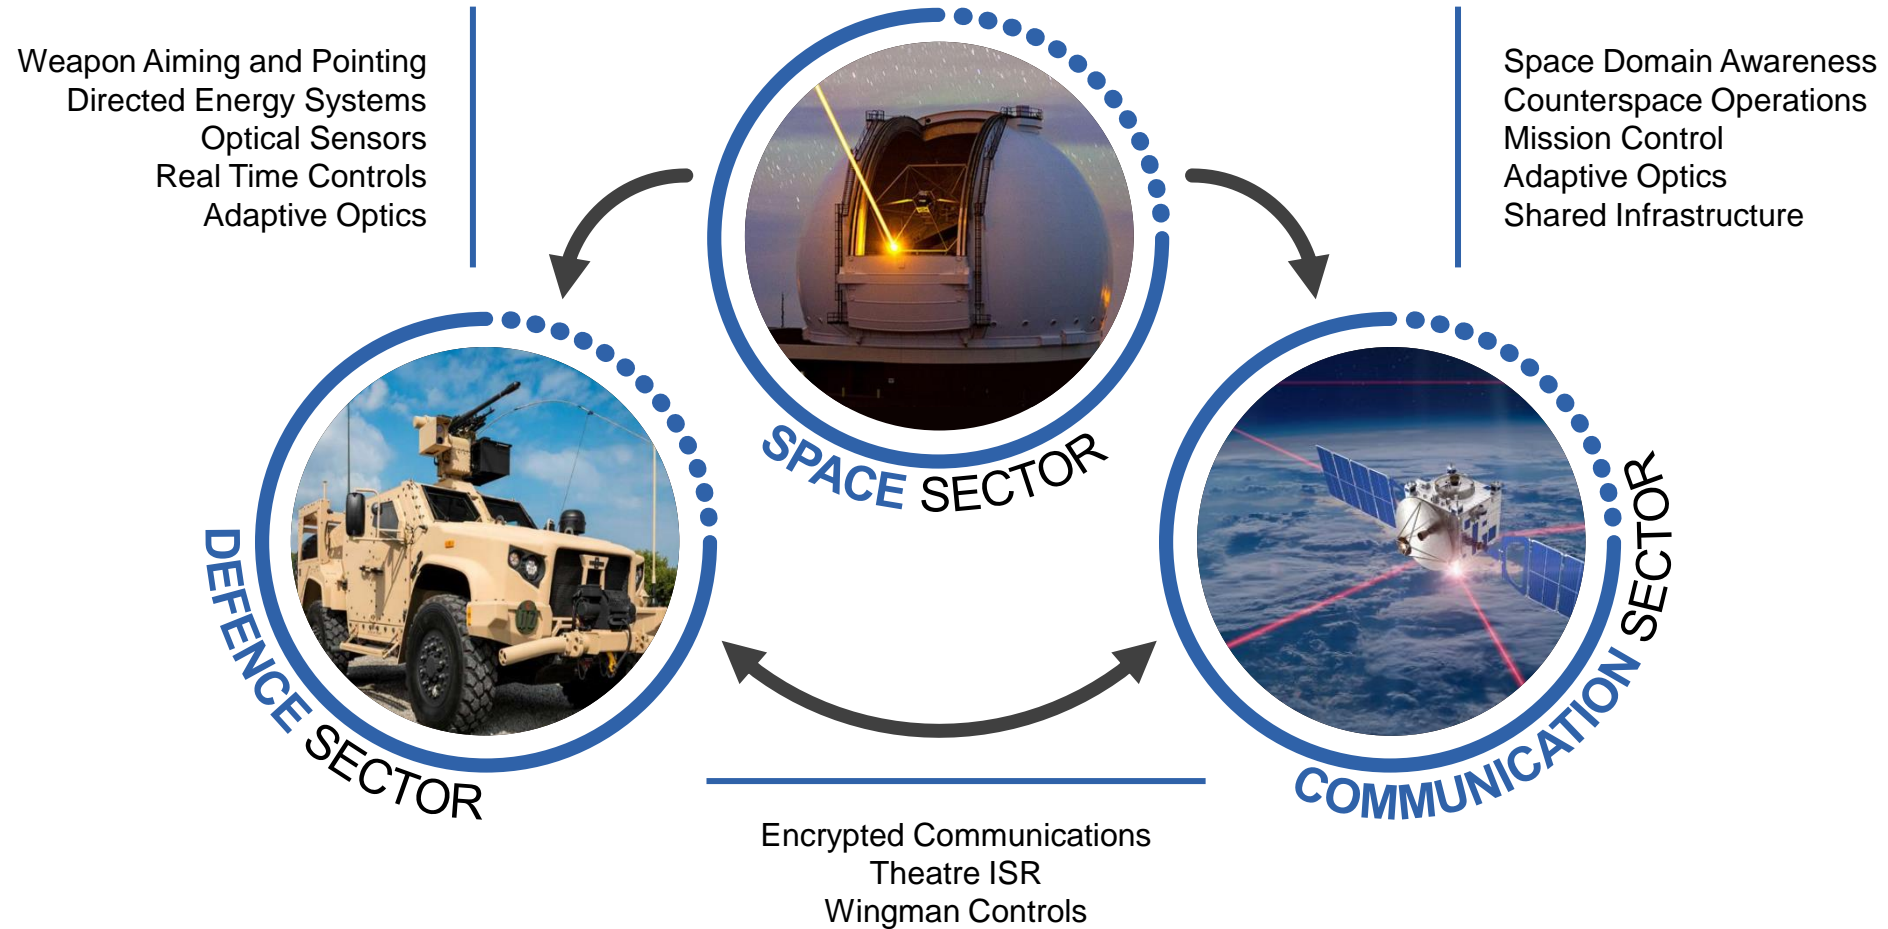 Weapon Aiming and Pointing
Directed Energy Systems
Optical Sensors
Real Time Controls
Adaptive Optics
Space Domain Awareness
Counterspace Operations
Mission Control
Adaptive Optics
Shared Infrastructure
SPACE SECTOR
DEFENCE SECTOR
COMMUNICATION SECTOR
Encrypted Communications
Theatre ISR
Wingman Controls